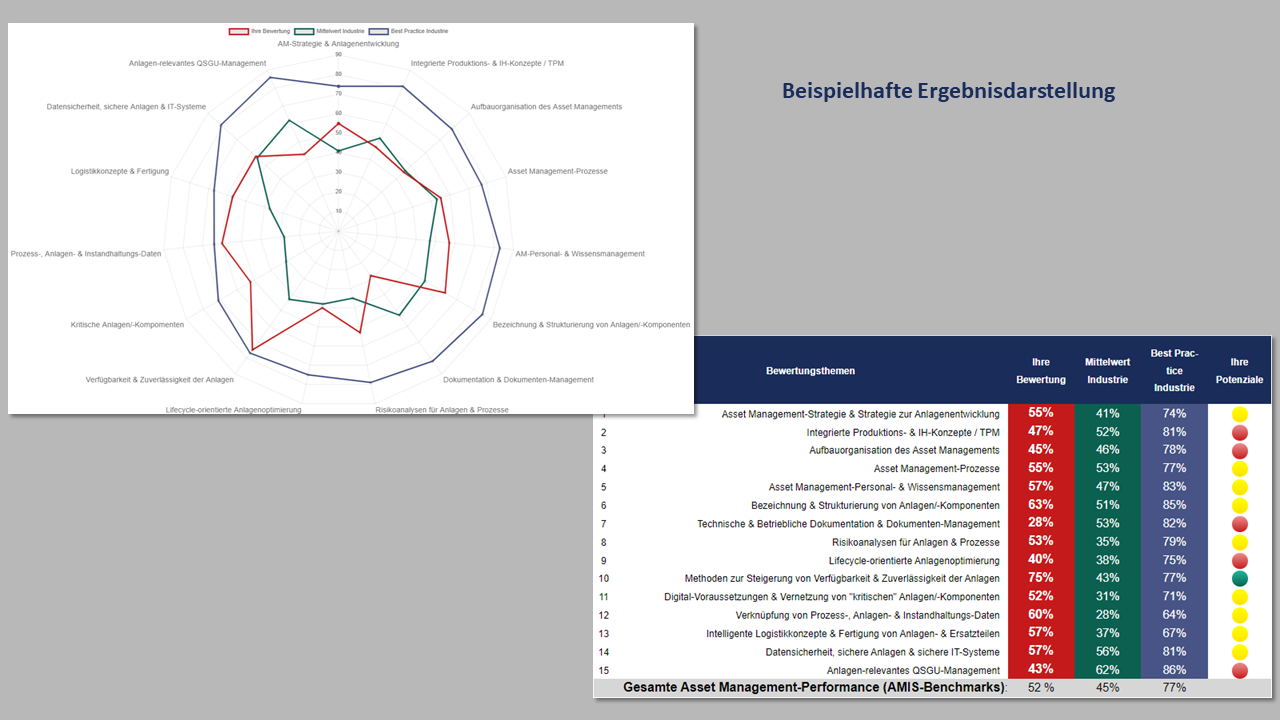 Ihre Bewertung Mittelwert Industrie Best Practice Industrie
AM-Strategie & Anlagenentwicklung
Anlagen-relevantes QSGU-Management
Integrierte Produktions- & IH-Konzepte / TPM
Datensicherheit, sichere Anlagen & IT-Systeme
Aufbauorganisation des Asset Managements
Logistikkonzepte & Fertigung
Asset Management-Prozesse
Prozess-, Anlagen- & Instandhaltungs-Daten
AM-Personal- & Wissensmanagement
Kritische Anlagen/-Kompomenten
Bezeichnung & Strukturierung von Anlagen/-Komponenten
Verfügbarkeit & Zuverlässigkeit der Anlagen
Dokumentation & Dokumenten-Management
Lifecycle-orientierte Anlagenoptimierung
Risikoanalysen für Anlagen & Prozesse
90
80
70
60
50
40
30
20
10
Beispielhafte Ergebnisdarstellung
Bewertungsthemen
Ihre
Bewertung
Mittelwert
Industrie
Best Prac-
tice
Industrie
Ihre
Potenziale
1 Asset Management-Strategie & Strategie zur Anlagenentwicklung 55% 41% 74%
2 Integrierte Produktions- & IH-Konzepte / TPM 47% 52% 81%
3 Aufbauorganisation des Asset Managements 45% 46% 78%
4 Asset Management-Prozesse 55% 53% 77%
5 Asset Management-Personal- & Wissensmanagement 57% 47% 83%
6 Bezeichnung & Strukturierung von Anlagen/-Komponenten 63% 51% 85%
7 Technische & Betriebliche Dokumentation & Dokumenten-Management 28% 53% 82%
8 Risikoanalysen für Anlagen & Prozesse 53% 35% 79%
9 Lifecycle-orientierte Anlagenoptimierung 40% 38% 75%
10 Methoden zur Steigerung von Verfügbarkeit & Zuverlässigkeit der Anlagen 75% 43% 77%
11 Digital-Voraussetzungen & Vernetzung von "kritischen" Anlagen/-Komponenten 52% 31% 71%
12 Verknüpfung von Prozess-, Anlagen- & Instandhaltungs-Daten 60% 28% 64%
13 Intelligente Logistikkonzepte & Fertigung von Anlagen- & Ersatzteilen 57% 37% 67%
14 Datensicherheit, sichere Anlagen & sichere IT-Systeme 57% 56% 81%
15 Anlagen-relevantes QSGU-Management 43% 62% 86%
Gesamte Asset Management-Performance (AMIS-Benchmarks): 52 % 45% 77%